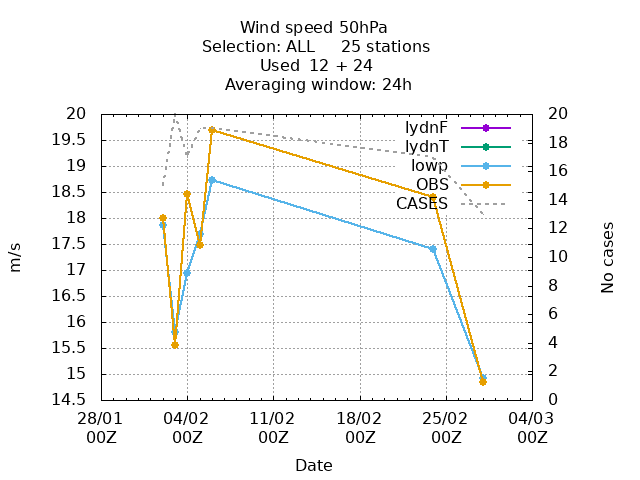 Wind speed 50hPa
Selection: ALL 25 stations
Used 12 + 24
Averaging window: 24h
m/s
20
19.5
19
18.5
18
17.5
17
16.5
16
15.5
15
14.5
lydnF
lydnT
lowp
OBS
CASES
20
18
16
14
12
10
8
6
4
2
0
No cases
28/01 04/02 11/02 18/02 25/02 04/03
00Z 00Z 00Z 00Z 00Z 00Z
Date